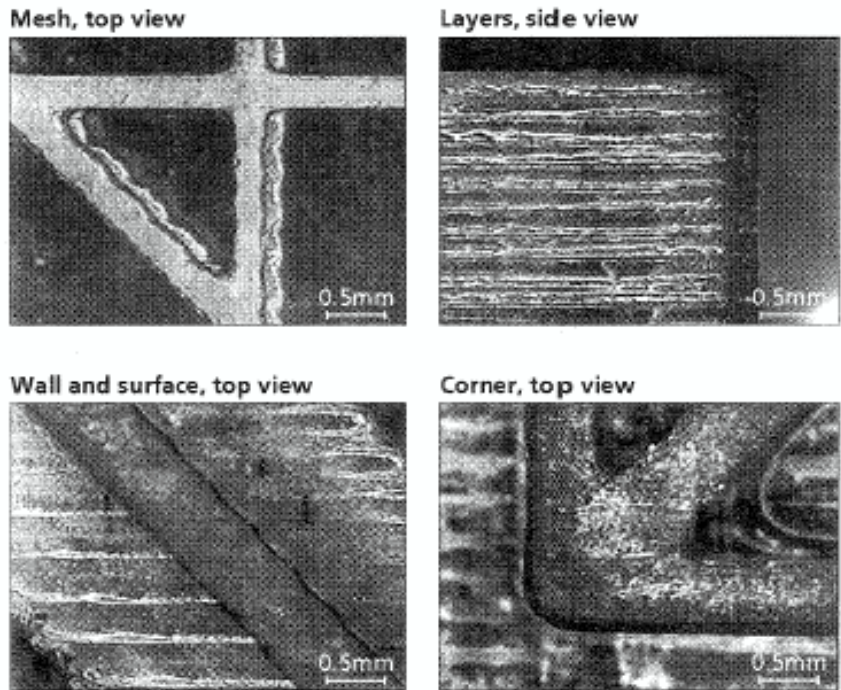 Mesh, top view
Layers, side view
0.5mm
0.5mm
Wall and surface, top view
Corner, top view
0.5mm
0.5mm